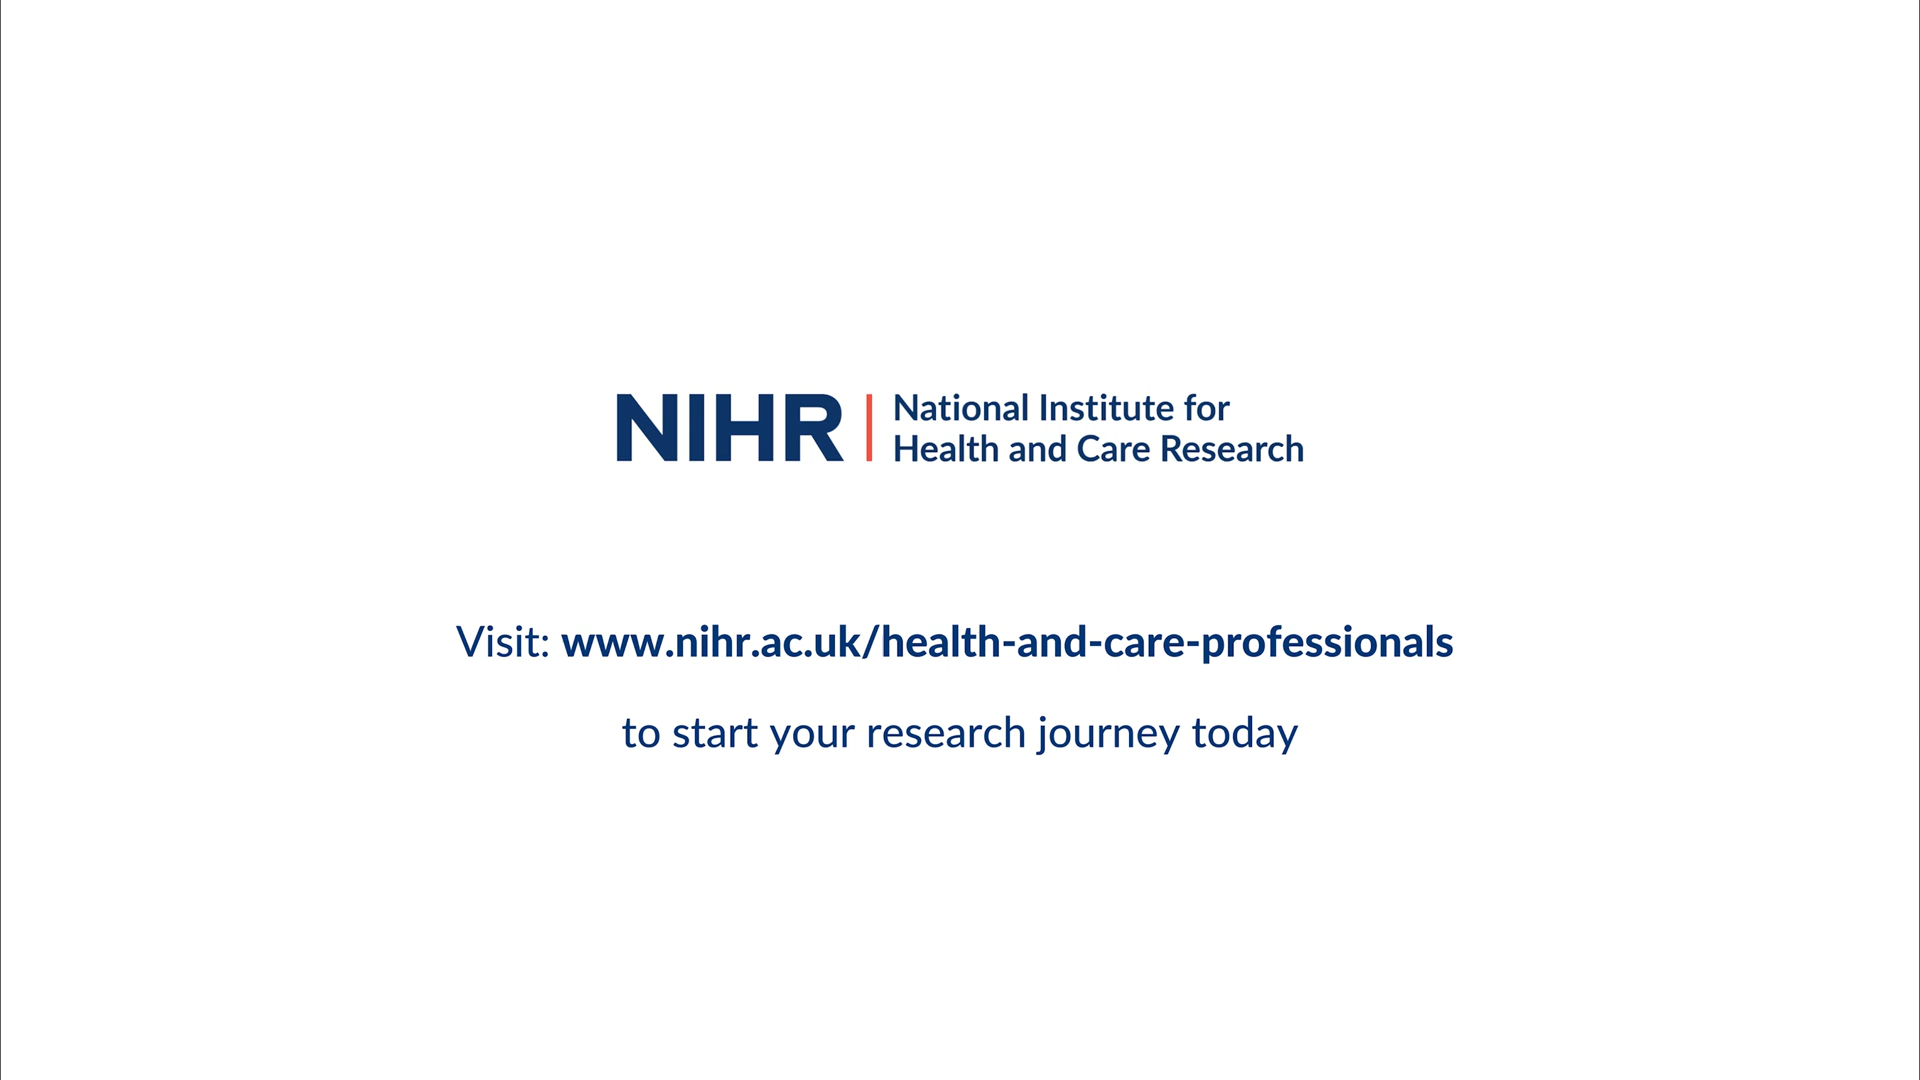 NIHR
National Institute for
Health and Care Research
Visit: www.nihr.ac.uk/health-and-care-professionals
to start your research journey today